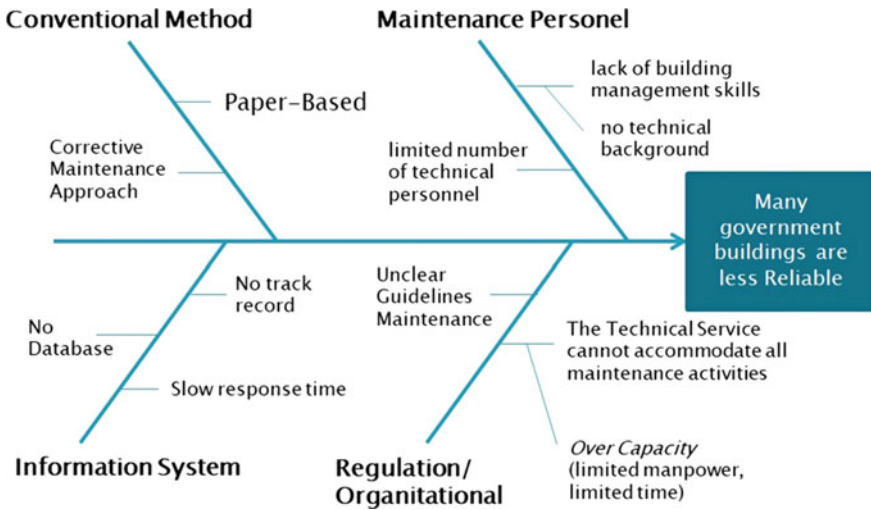 Conventional Method
Paper-Based
Corrective
Maintenance
Approach
Maintenance Personel
lack of building
management skills
no technical
background
limited number
of technical
personnel
Many
government
buildings are
less Reliable
No track
record
No
Database
Slow response time
Information System
Unclear
Guidelines
Maintenance
The Technical Service
cannot accommodate all
maintenance activities
Over Capacity
(limited manpower,
limited time)
Regulation/
Organitational